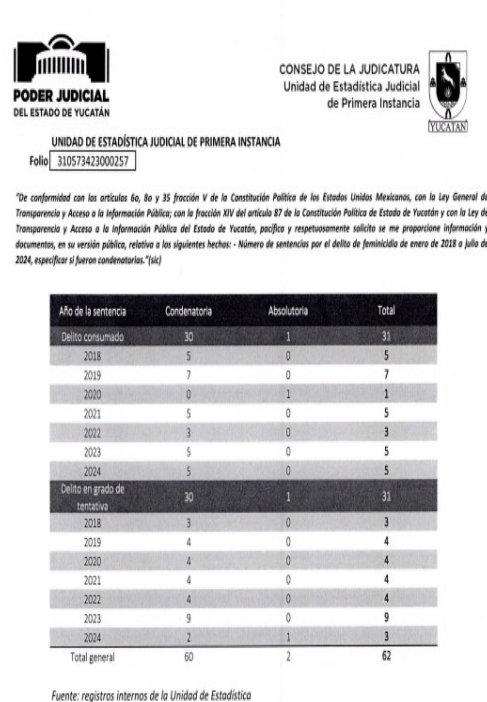 PODER JUDICIAL
DEL ESTADO DE YUCATÁN
CONSEJO DE LA JUDICATURA
Unidad de Estadística Judicial
de Primera Instancia
YUCATAN
UNIDAD DE ESTADÍSTICA JUDICIAL DE PRIMERA INSTANCIA
Folio 310573423000257
"De conformidad con los artículos 6o, 8o y 35 fracción V de la Constitución Política de los Estados Unidos Mexicanos, con la Ley General de
Transparencia y Acceso a la Información Pública; con la fracción XIV del artículo 87 de la Constitución Política de Estado de Yucatán y con la Ley de
Transparencia y Acceso a la Información Pública del Estado de Yucatán, pacífica y respetuosamente solicito se me proporcione información y
documentos, en su versión pública, relativa a los siguientes hechos: - Número de sentencias por el delito de feminicidio de enero de 2018 a julio de
2024, especificar si fueron condenatorias."(sic)
Año de la sentencia Condenatoria Absolutoria Total
Delito consumado 30 1 31
2018 5 0 5
2019 7 0 7
2020 0 1 1
2021 5 0 5
2022 3 0 3
2023 5 0 5
2024 5 0 5
Delito en grado de
tentativa 30 1 31
2018 3 0 3
2019 4 0 4
2020 4 0 4
2021 4 0 4
2022 4 0 4
2023 9 0 9
2024 2 1 3
Total general 60 2 62
Fuente: registros internos de la Unidad de Estadística